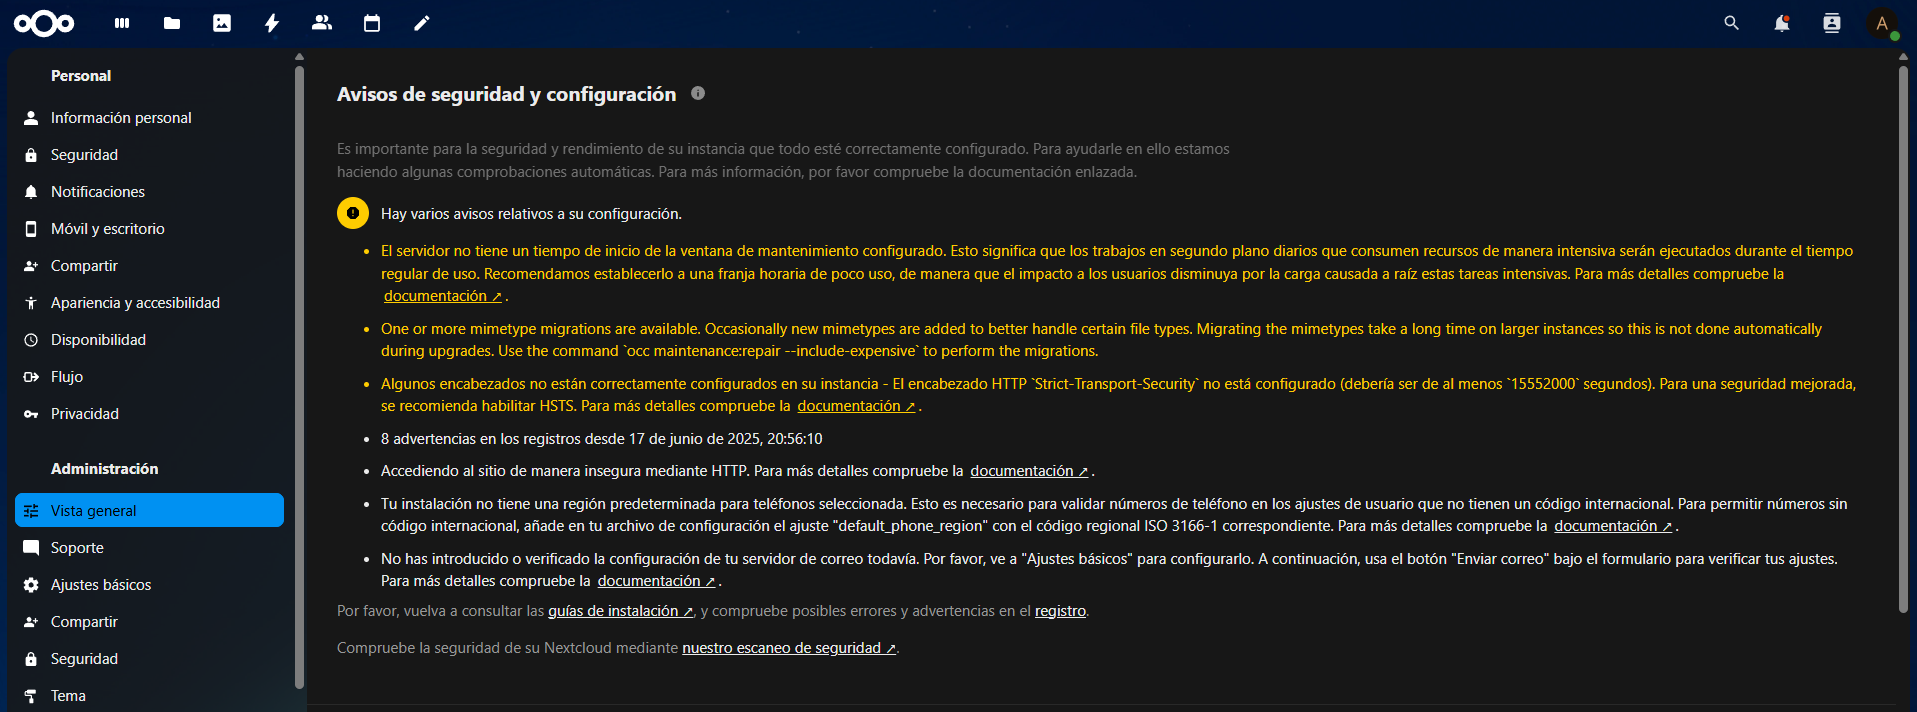 A
Personal
Información personal
Seguridad
Notificaciones
Móvil y escritorio
Compartir
Apariencia y accesibilidad
Disponibilidad
Flujo
Privacidad
Administración
Vista general
Soporte
Ajustes básicos
Compartir
Seguridad
Tema
Avisos de seguridad y configuración
Es importante para la seguridad y rendimiento de su instancia que todo esté correctamente configurado. Para ayudarle en ello estamos
haciendo algunas comprobaciones automáticas. Para más información, por favor compruebe la documentación enlazada.
Hay varios avisos relativos a su configuración.
• El servidor no tiene un tiempo de inicio de la ventana de mantenimiento configurado. Esto significa que los trabajos en segundo plano diarios que consumen recursos de manera intensiva serán ejecutados durante el tiempo
regular de uso. Recomendamos establecerlo a una franja horaria de poco uso, de manera que el impacto a los usuarios disminuya por la carga causada a raíz estas tareas intensivas. Para más detalles compruebe la
documentación ↗.
• One or more mimetype migrations are available. Occasionally new mimetypes are added to better handle certain file types. Migrating the mimetypes take a long time on larger instances so this is not done automatically
during upgrades. Use the command `occ maintenance:repair --include-expensive` to perform the migrations.
• Algunos encabezados no están correctamente configurados en su instancia - El encabezado HTTP `Strict-Transport-Security` no está configurado (debería ser de al menos `15552000` segundos). Para una seguridad mejorada,
se recomienda habilitar HSTS. Para más detalles compruebe la documentación ↗.
• 8 advertencias en los registros desde 17 de junio de 2025, 20:56:10
• Accediendo al sitio de manera insegura mediante HTTP. Para más detalles compruebe la documentación ↗.
• Tu instalación no tiene una región predeterminada para teléfonos seleccionada. Esto es necesario para validar números de teléfono en los ajustes de usuario que no tienen un código internacional. Para permitir números sin
código internacional, añade en tu archivo de configuración el ajuste "default_phone_region" con el código regional ISO 3166-1 correspondiente. Para más detalles compruebe la documentación ↗.
• No has introducido o verificado la configuración de tu servidor de correo todavía. Por favor, ve a "Ajustes básicos" para configurarlo. A continuación, usa el botón "Enviar correo" bajo el formulario para verificar tus ajustes.
Para más detalles compruebe la documentación ↗.
Por favor, vuelva a consultar las guías de instalación ↗, y compruebe posibles errores y advertencias en el registro.
Compruebe la seguridad de su Nextcloud mediante nuestro escaneo de seguridad ↗.